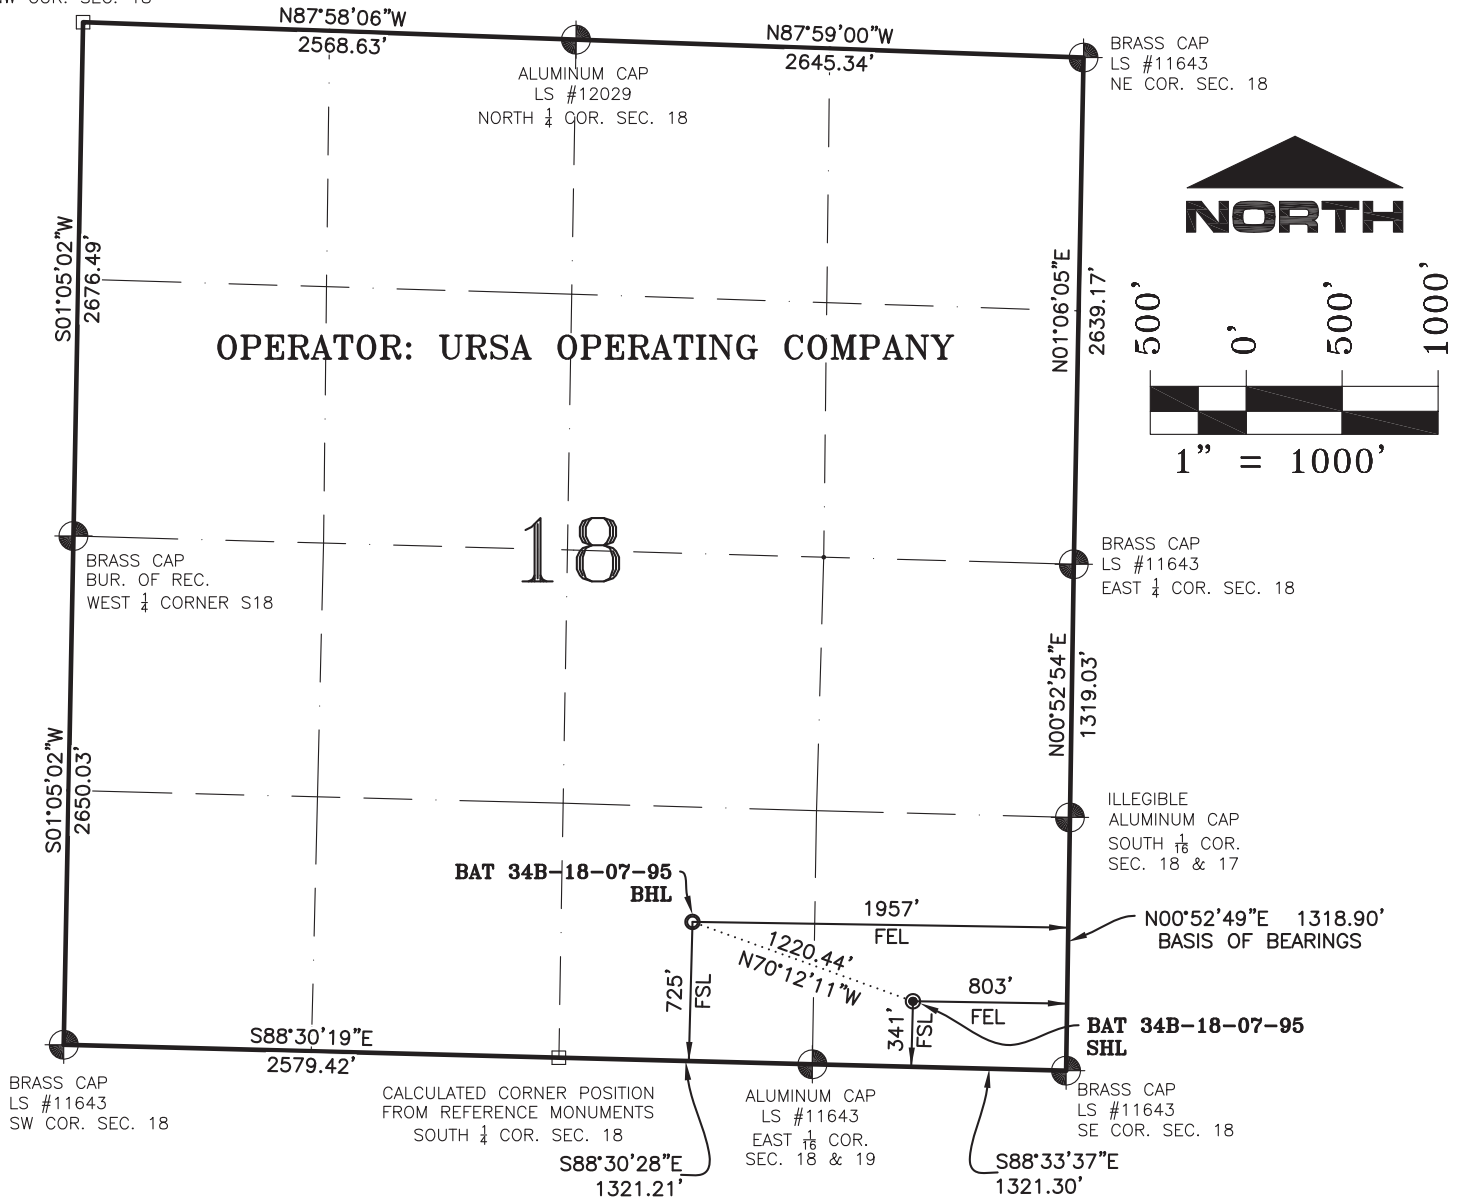 NW COR. SEC. 18
N87°58'06"W
2568.63'
N87°59'00"W
2645.34'
ALUMINUM CAP
LS #12029
NORTH 1/4 COR. SEC. 18
BRASS CAP
LS #11643
NE COR. SEC. 18
NORTH
S01°05'02"W
2676.49'
N01°06'05"E
2639.17'
500'
0'
500'
1000'
1" = 1000'
OPERATOR: URSA OPERATING COMPANY
18
BRASS CAP
BUR. OF REC.
WEST 1/4 CORNER S18
BRASS CAP
LS #11643
EAST 1/4 COR. SEC. 18
N00°52'54"E
1319.03'
S01°05'02"W
2650.03'
ILLEGIBLE
ALUMINUM CAP
SOUTH 1/16 COR.
SEC. 18 & 17
BAT 34B-18-07-95
BHL
1957'
FEL
N00°52'49"E 1318.90'
BASIS OF BEARINGS
1220.44'
N70°12'11"W
725'
FSL
803'
FEL
341'
FSL
BAT 34B-18-07-95
SHL
S88°30'19"E
2579.42'
BRASS CAP
LS #11643
SW COR. SEC. 18
CALCULATED CORNER POSITION
FROM REFERENCE MONUMENTS
SOUTH 1/4 COR. SEC. 18
ALUMINUM CAP
LS #11643
EAST 1/16 COR.
SEC. 18 & 19
BRASS CAP
LS #11643
SE COR. SEC. 18
S88°30'28"E
1321.21'
S88°33'37"E
1321.30'